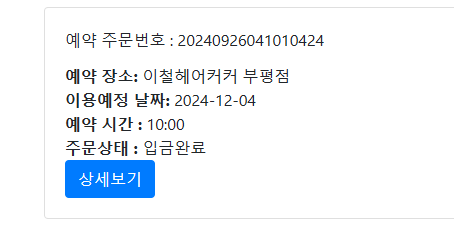 예약 주문번호 : 20240926041010424
예약 장소: 이철헤어커커 부평점
이용예정 날짜: 2024-12-04
예약 시간 : 10:00
주문상태 : 입금완료
상세보기